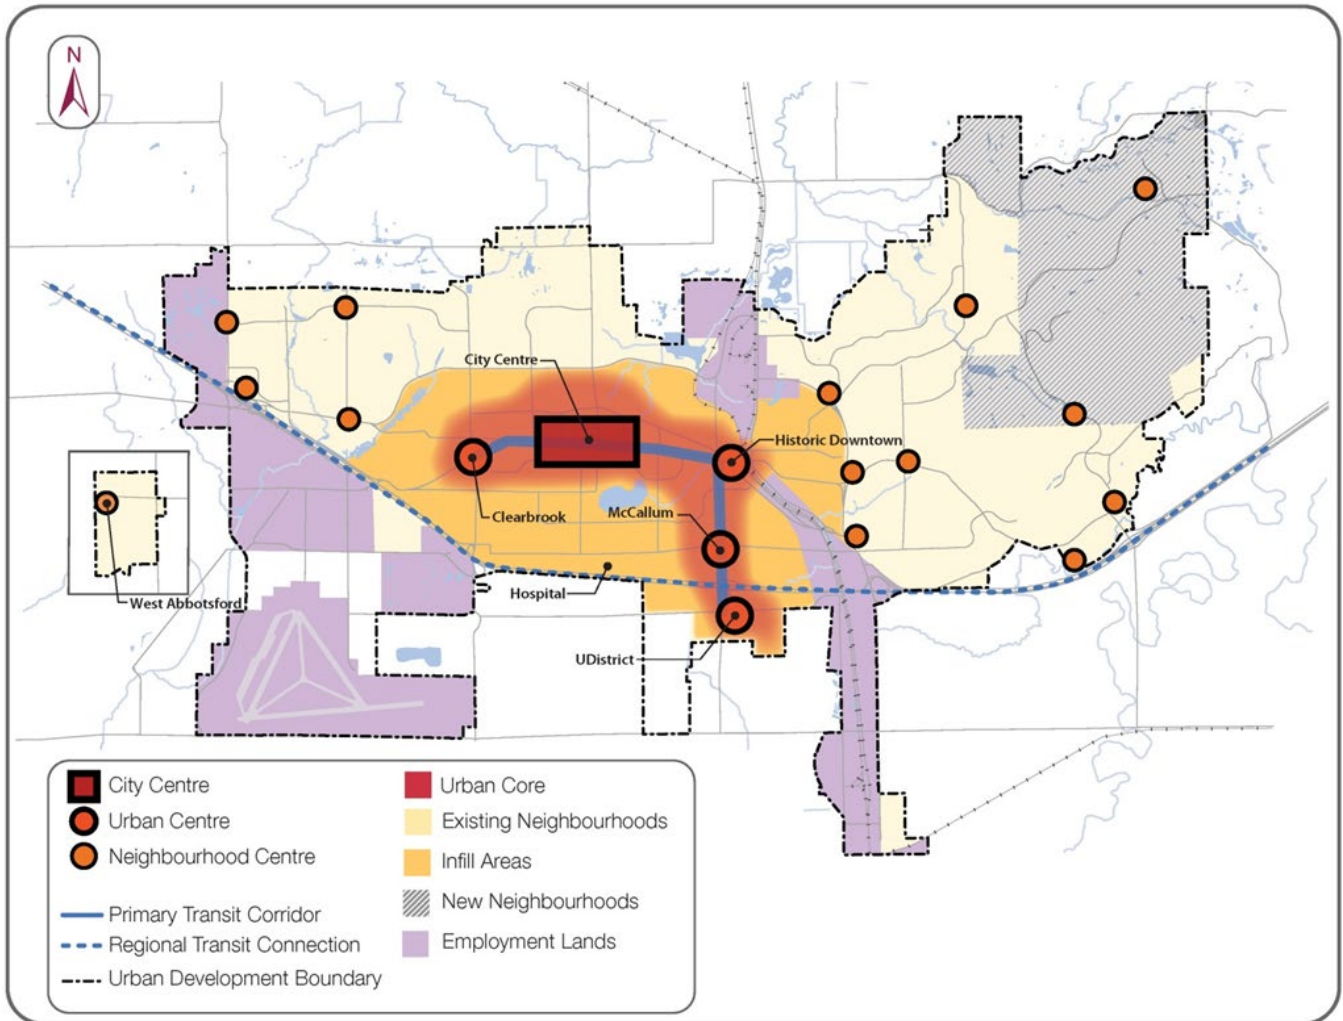 N
City Centre
Historic Downtown
Clearbrook
McCallum
Hospital
West Abbotsford
UDistrict
City Centre
Urban Centre
Neighbourhood Centre
Primary Transit Corridor
Regional Transit Connection
Urban Development Boundary
Urban Core
Existing Neighbourhoods
Infill Areas
New Neighbourhoods
Employment Lands